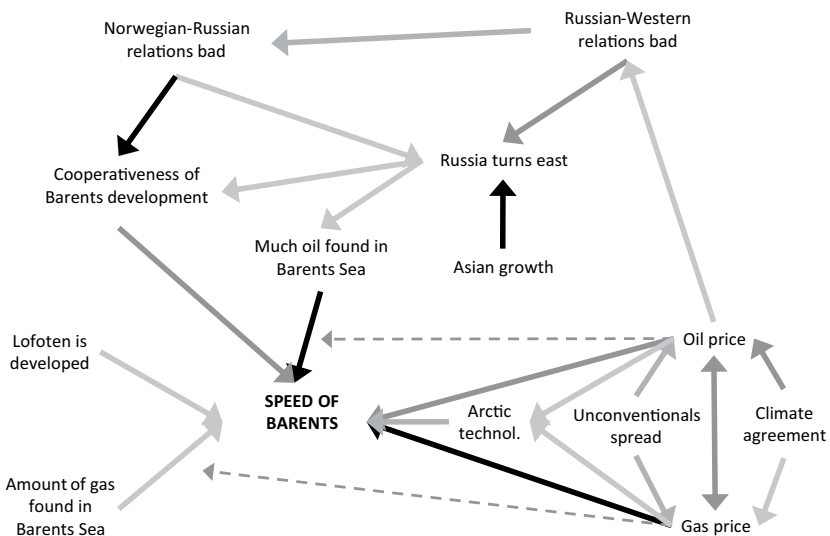 Norwegian-Russian
relations bad
Russian-Western
relations bad
Cooperativeness of
Barents development
Russia turns east
Much oil found in
Barents Sea
Asian growth
Lofoten is
developed
Oil price
SPEED OF
BARENTS
Arctic
technol.
Unconventionals
spread
Climate
agreement
Amount of gas
found in
Barents Sea
Gas price